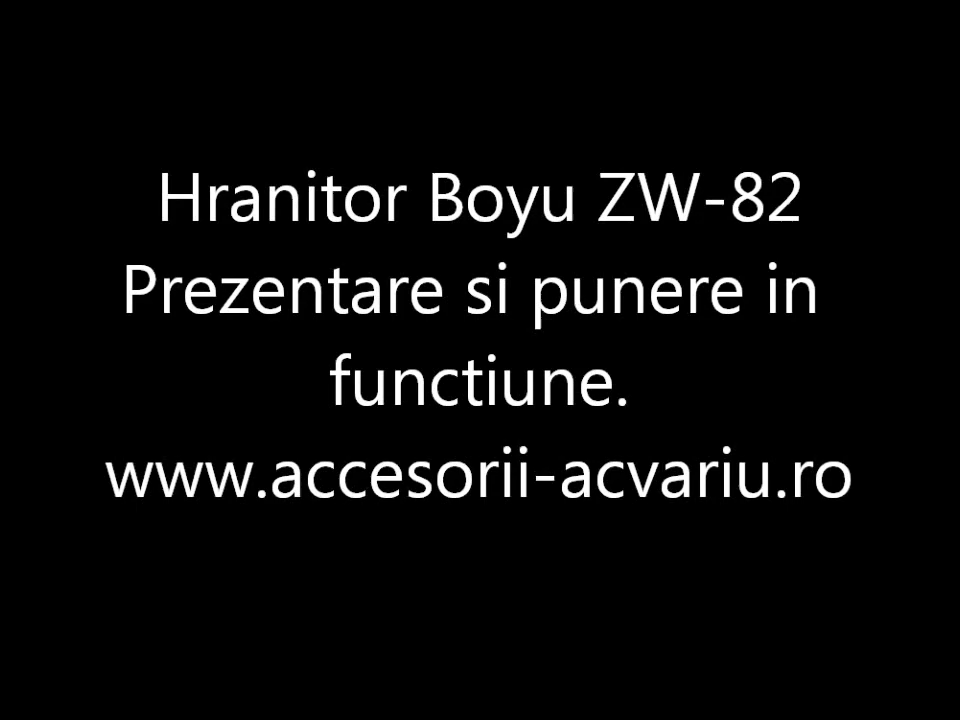 Hranitor Boyu ZW-82
Prezentare si punere in
functiune.
www.accesorii-acvariu.ro